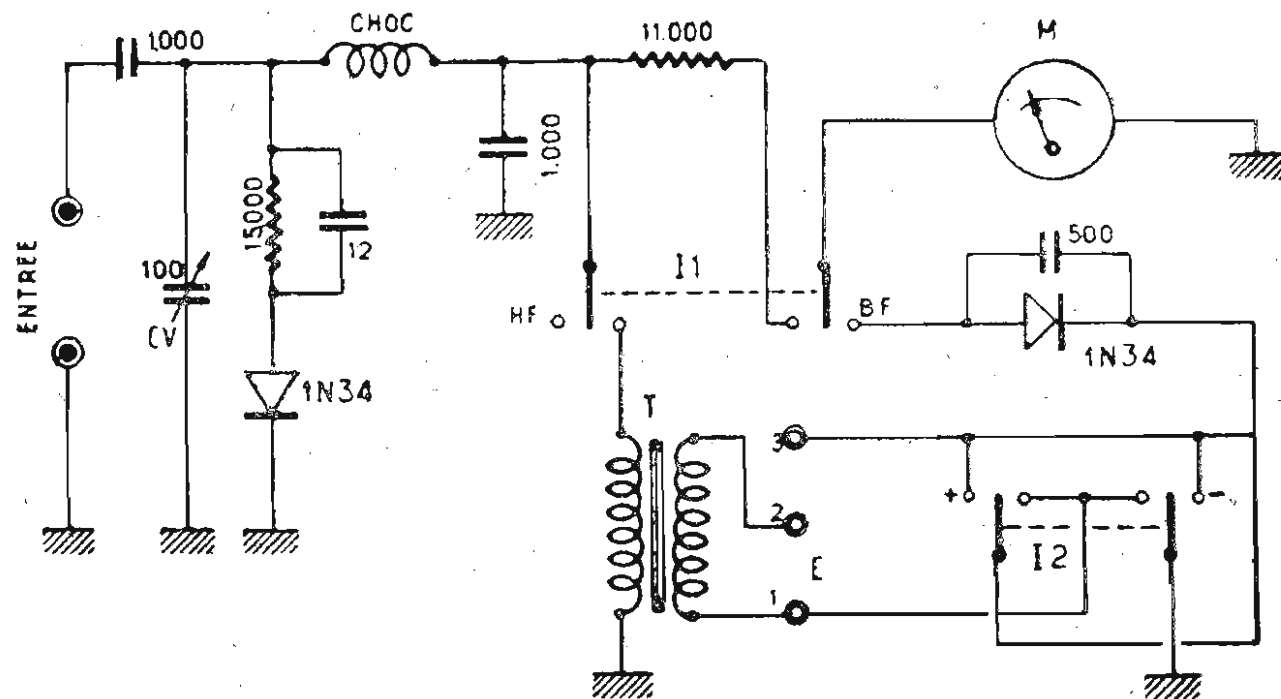 CHOC
1.000
11.000
M
1.000
15000
12
ENTREE
100
CV
I1
500
HF
BF
1N34
1N34
T
3
+
-
2
I2
E
1